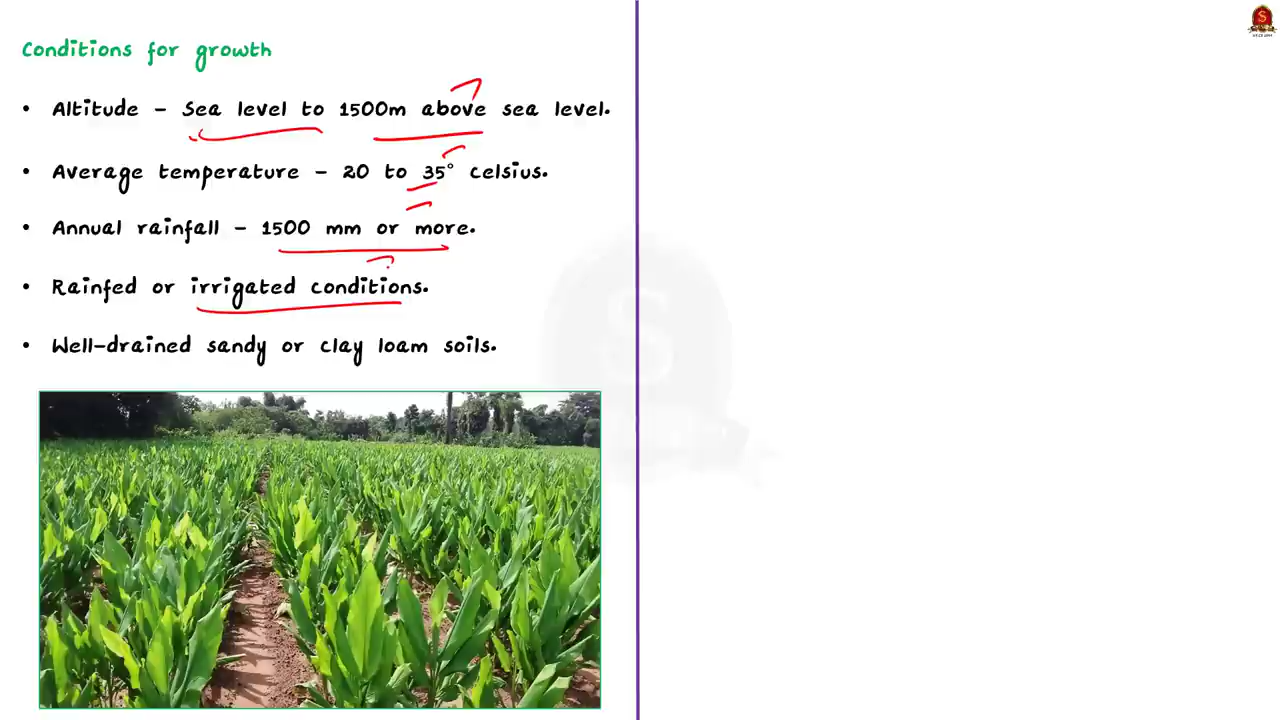 Conditions for growth
• Altitude – Sea level to 1500m above sea level.
• Average temperature – 20 to 35° Celsius.
• Annual rainfall – 1500 mm or more.
• Rainfed or irrigated conditions.
• Well-drained sandy or clay loam soils.
S